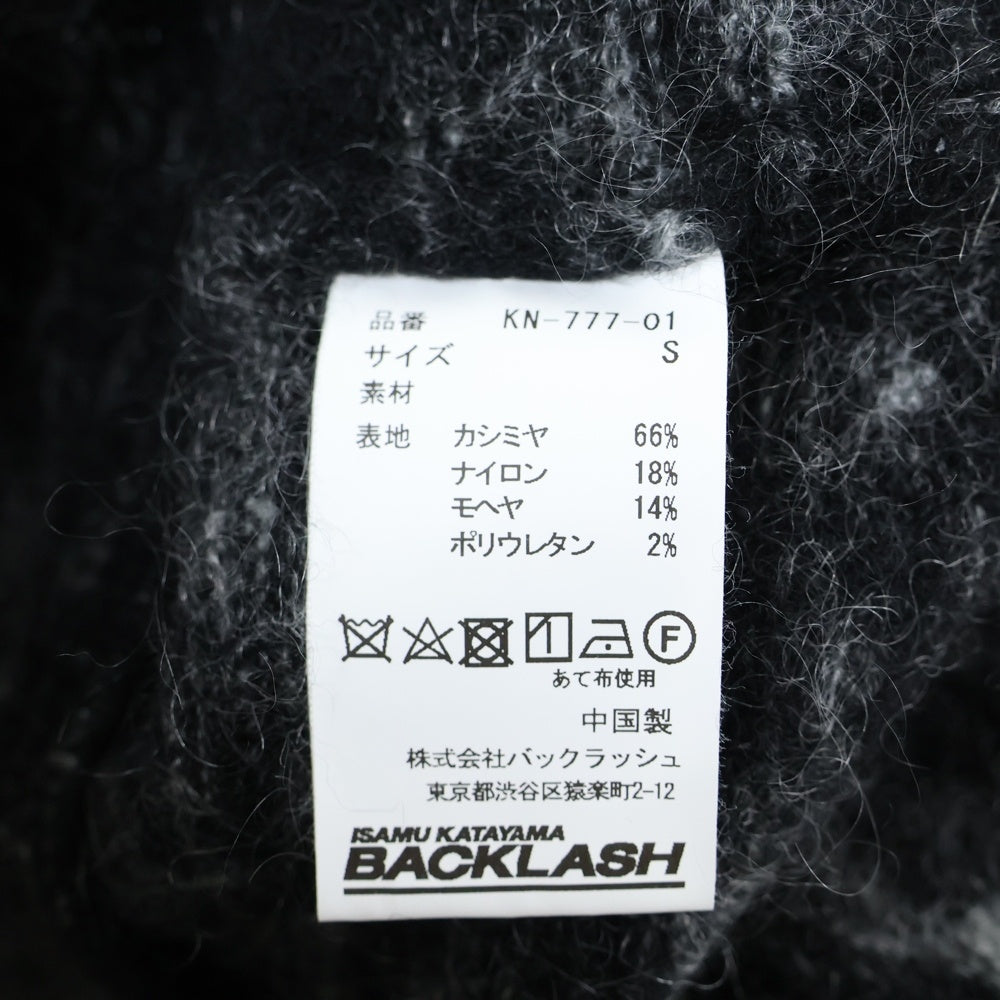 品番 KN-777-01
サイズ S
素材
表地 カシミヤ 66%
ナイロン 18%
モヘヤ 14%
ポリウレタン 2%
F
あて布使用
中国製
株式会社バックラッシュ
東京都渋谷区猿楽町2-12
ISAMU KATAYAMA
BACKLASH